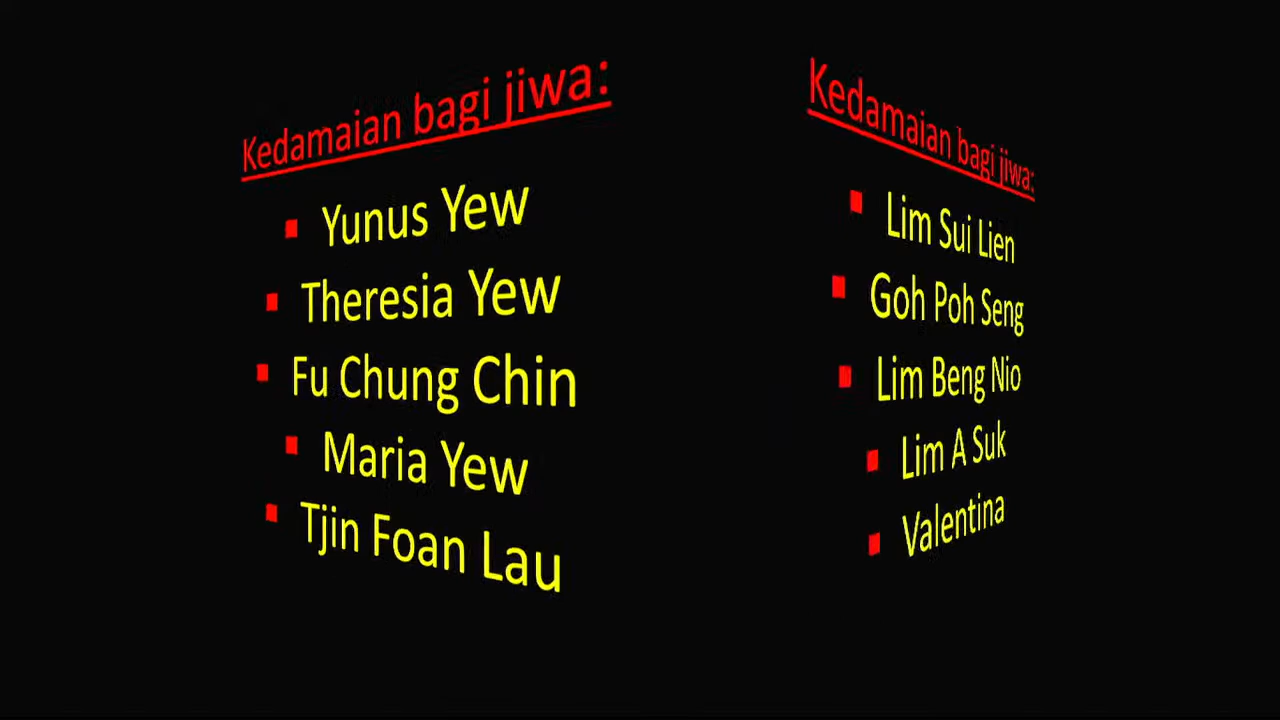 Kedamaian bagi jiwa:
Yunus Yew
Theresia Yew
Fu Chung Chin
Maria Yew
Tjin Foan Lau
Kedamaian bagi jiwa:
Lim Sui Lien
Goh Poh Seng
Lim Beng Nio
Lim A Suk
Valentina